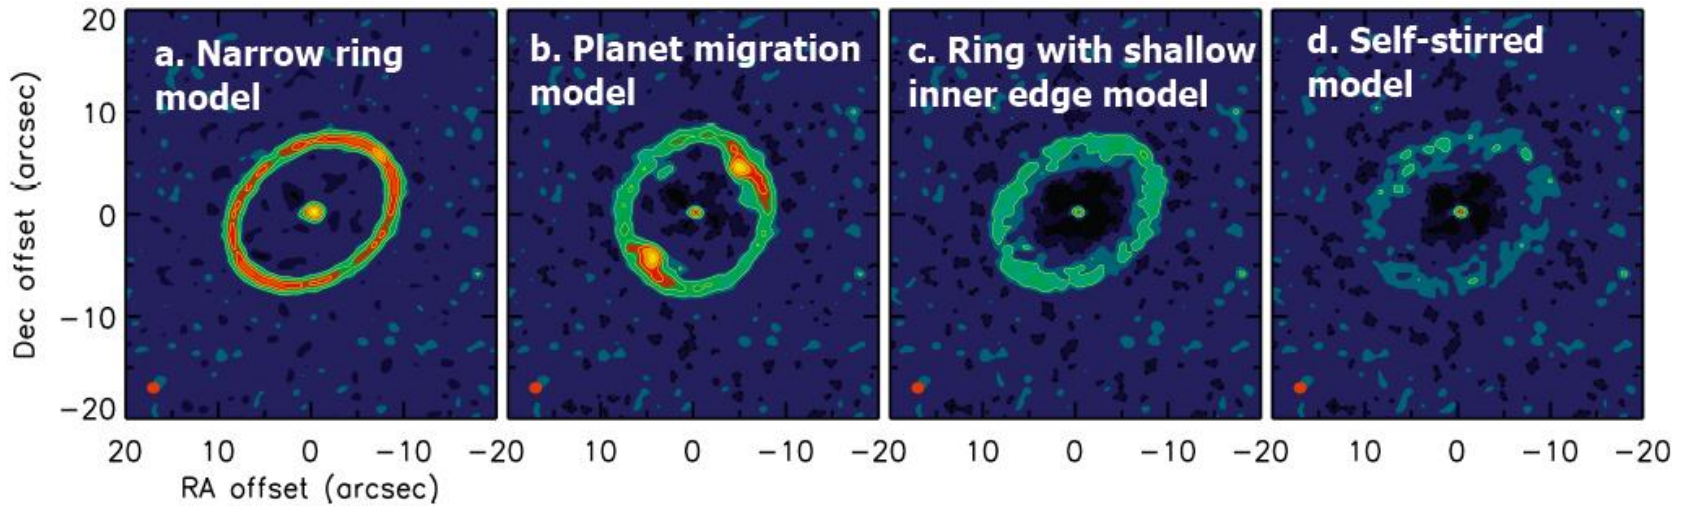 a. Narrow ring
model
b. Planet migration
model
c. Ring with shallow
inner edge model
d. Self-stirred
model
20
10
0
−10
−20
Dec offset (arcsec)
20 10 0 −10 −20 10 0 −10 −20 10 0 −10 −20 10 0 −10 −20
RA offset (arcsec)